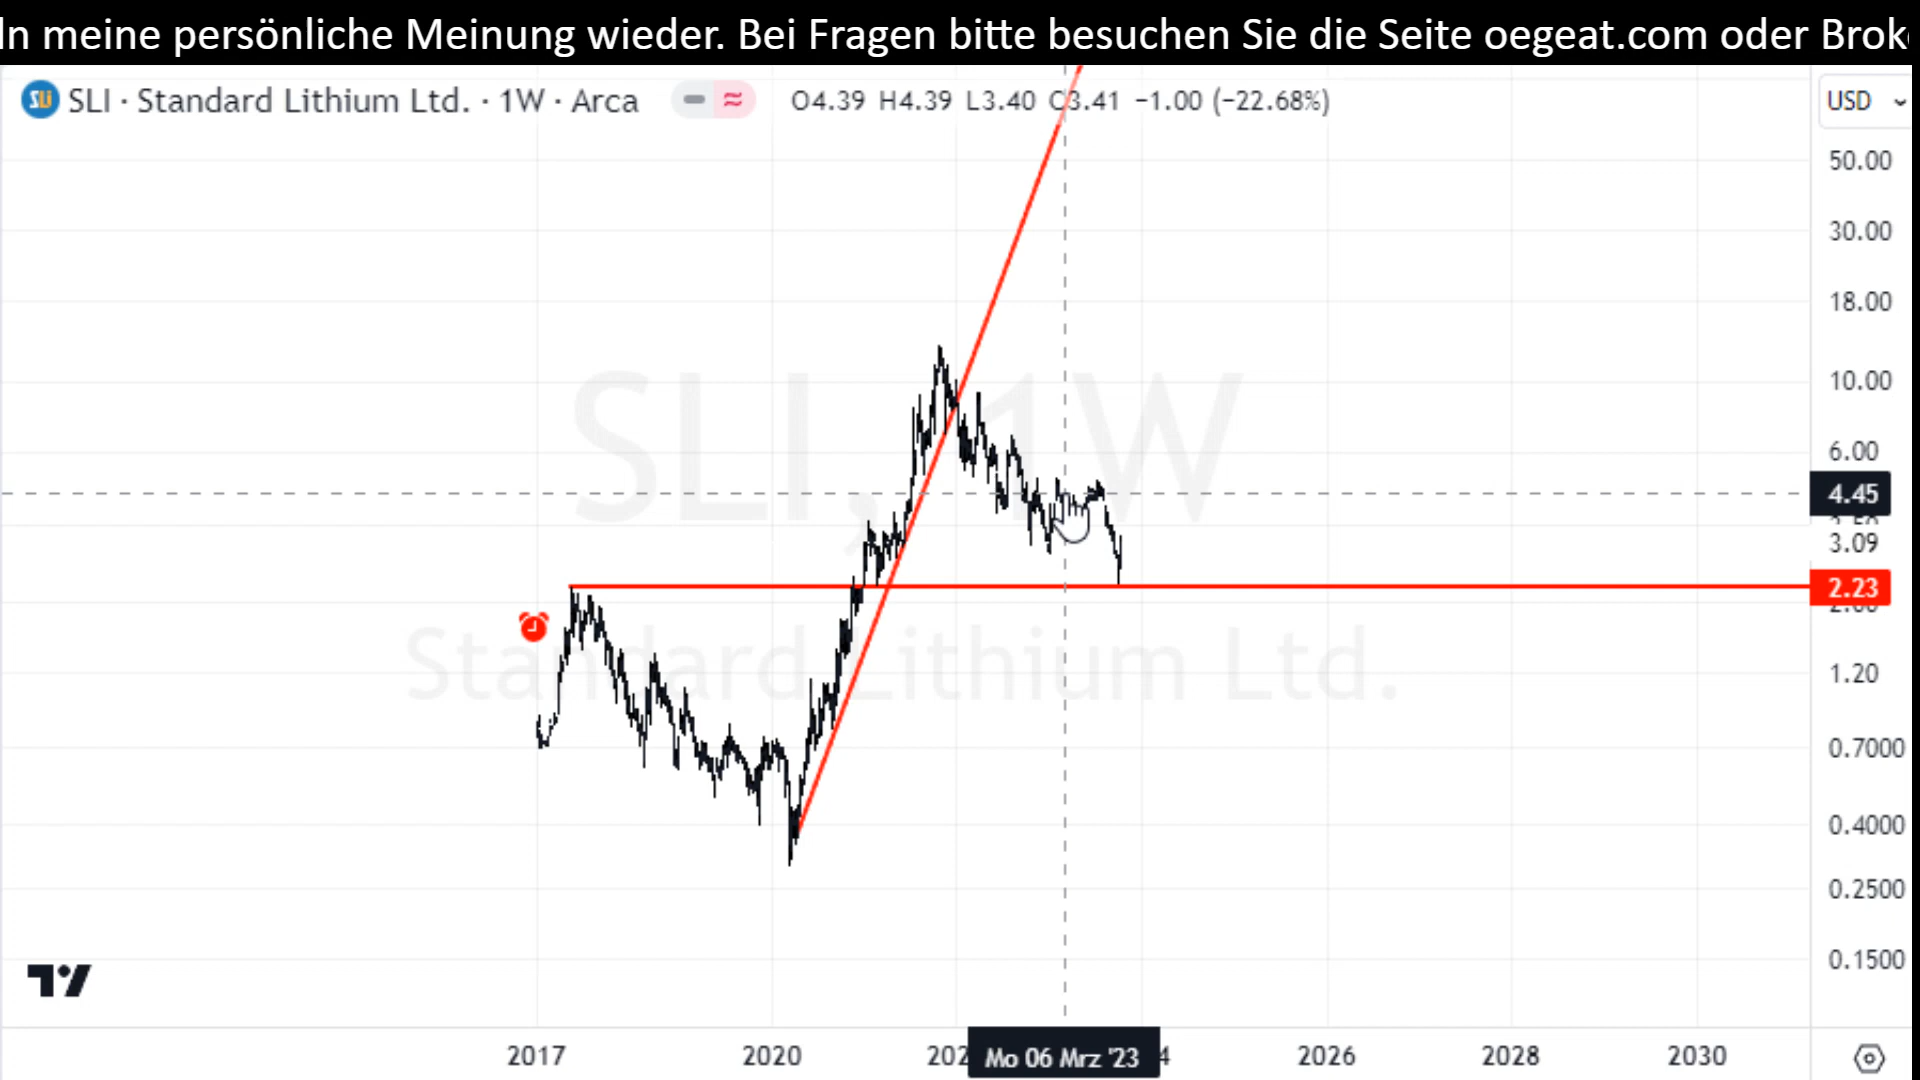 In meine persönliche Meinung wieder. Bei Fragen bitte besuchen Sie die Seite oegeat.com oder Brok
SLI · Standard Lithium Ltd. · 1W · Arca
O4.39 H4.39 L3.40 C3.41 −1.00 (−22.68%)
USD
50.00
30.00
18.00
10.00
6.00
4.45
3.09
2.23
1.20
0.7000
0.4000
0.2500
0.1500
SLI, 1W
Standard Lithium Ltd.
2017
2020
Mo 06 Mrz '23
2026
2028
2030